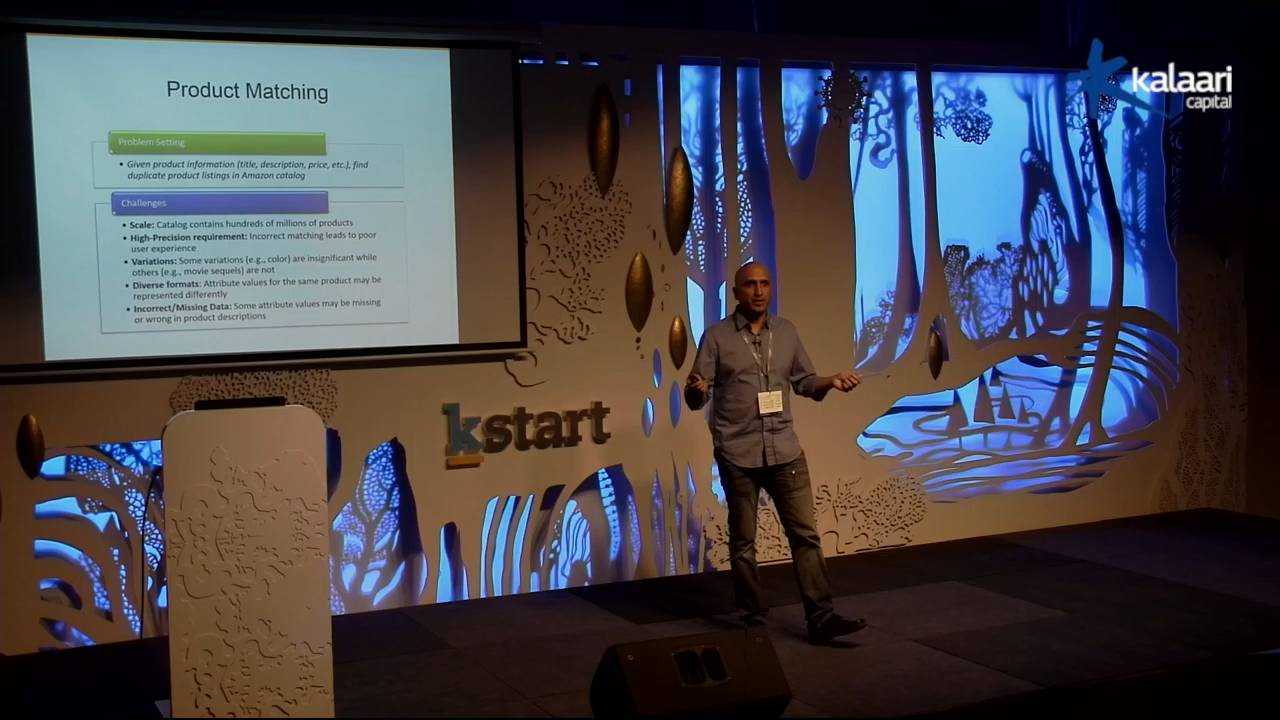 Product Matching
Problem Setting
• Given product information (title, description, price, etc.), find
duplicate product listings in Amazon catalog
Challenges
• Scale: Catalog contains hundreds of millions of products
• High-Precision requirement: Incorrect matching leads to poor
user experience
• Variations: Some variations (e.g., color) are insignificant while
others (e.g., movie sequels) are not
• Diverse formats: Attribute values for the same product may be
represented differently
• Incorrect/Missing Data: Some attribute values may be missing
or wrong in product descriptions
kalaari
capital
kstart